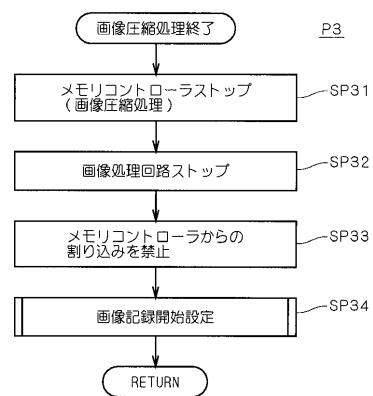 画像圧縮処理終了
P3
メモリコントローラストップ
(画像圧縮処理)
SP31
画像処理回路ストップ
SP32
メモリコントローラからの
割り込みを禁止
SP33
画像記録開始設定
SP34
RETURN